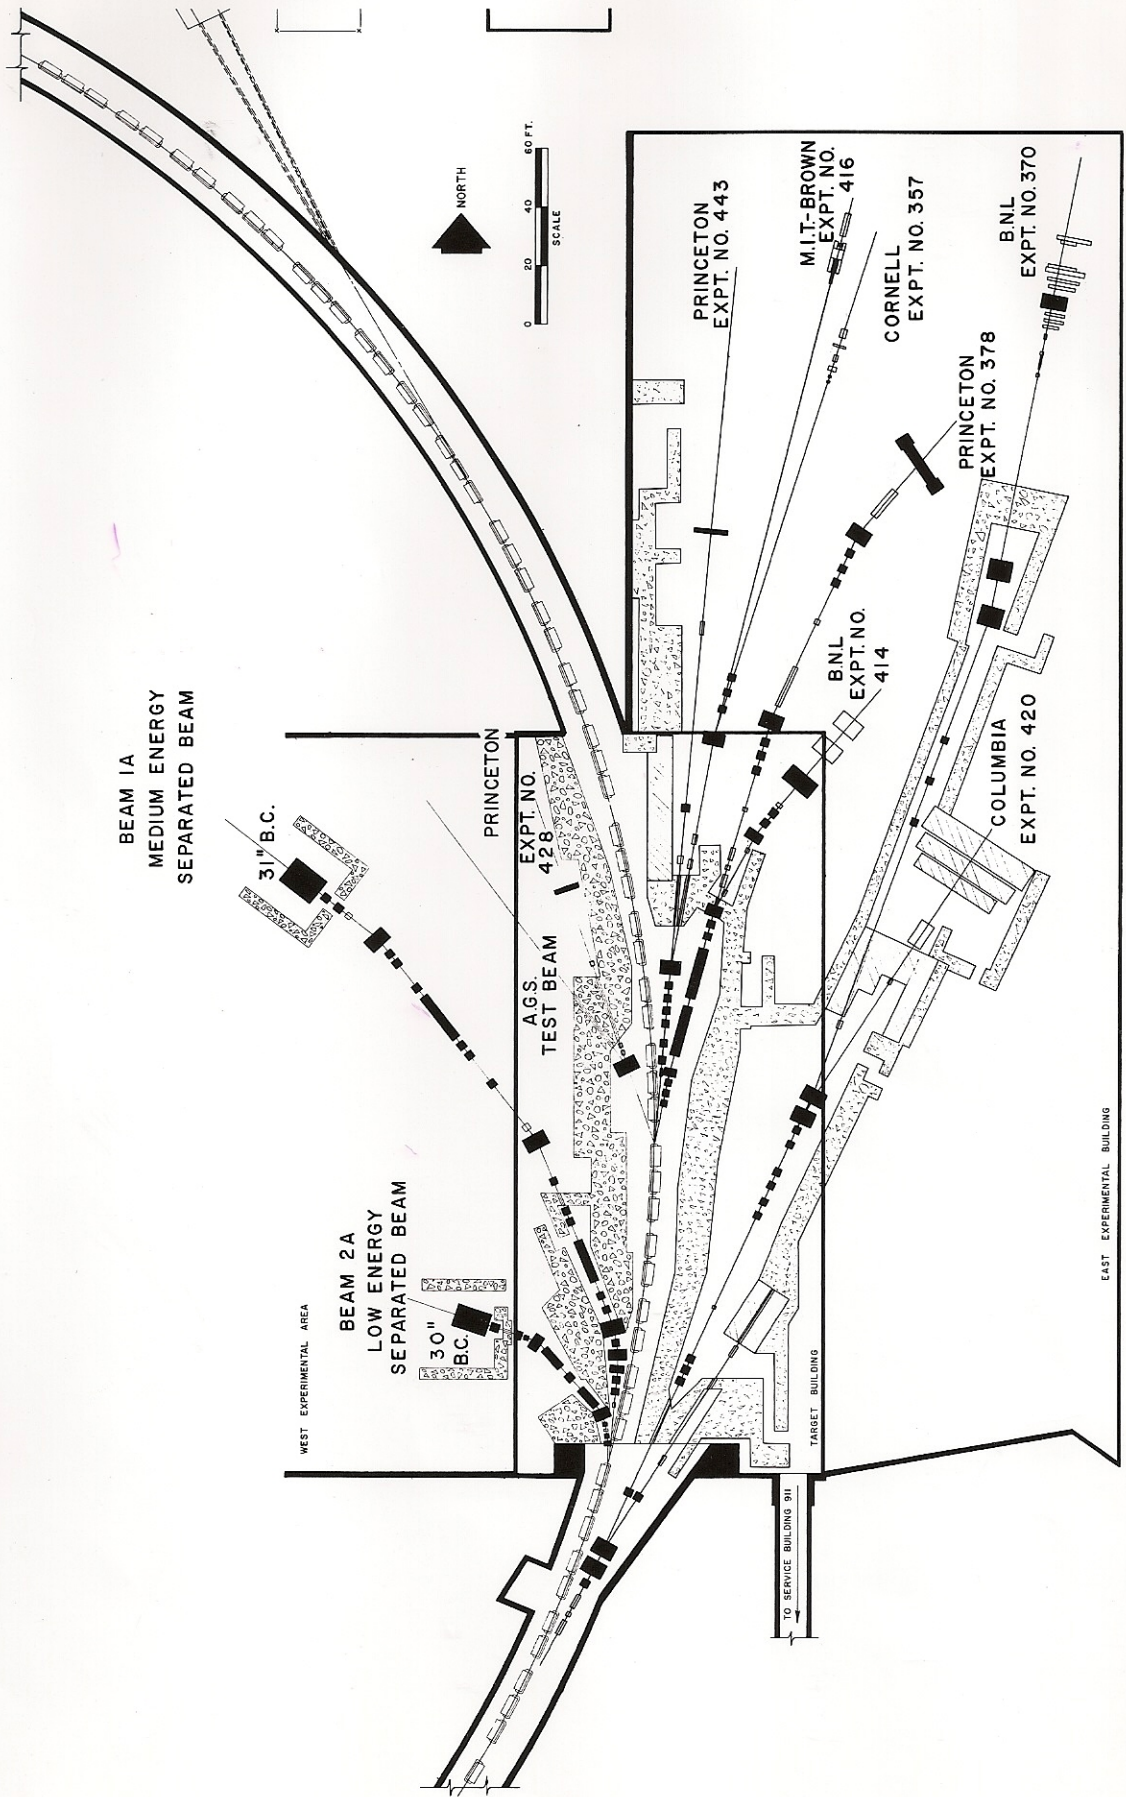 BEAM 1A
MEDIUM ENERGY
SEPARATED BEAM
31" B.C.
BEAM 2A
LOW ENERGY
SEPARATED BEAM
30"
B.C.
WEST EXPERIMENTAL AREA
PRINCETON
EXPT. NO.
428
A.G.S.
TEST BEAM
NORTH
0 20 40 60 FT.
SCALE
PRINCETON
EXPT. NO. 443
M.I.T.-BROWN
EXPT. NO.
416
CORNELL
EXPT. NO. 357
PRINCETON
EXPT. NO. 378
B.N.L
EXPT. NO. 370
B.N.L
EXPT. NO.
414
COLUMBIA
EXPT. NO. 420
TARGET BUILDING
TO SERVICE BUILDING 911
EAST EXPERIMENTAL BUILDING